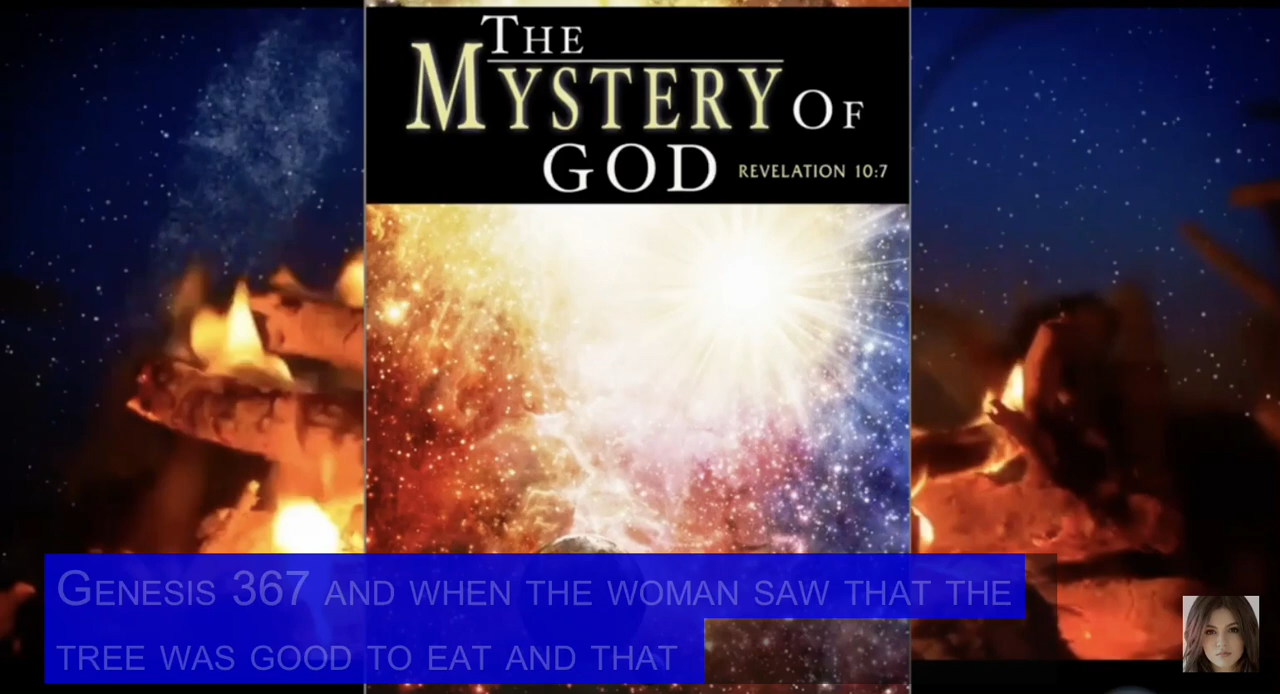 THE
MYSTERY OF
GOD REVELATION 10:7
GENESIS 367 AND WHEN THE WOMAN SAW THAT THE
TREE WAS GOOD TO EAT AND THAT